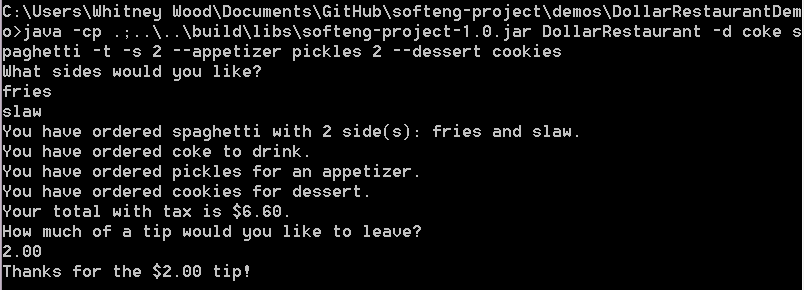 C:\Users\Whitney Wood\Documents\GitHub\softeng-project\demos\DollarRestaurantDem
o>java -cp .;..\..\build\libs\softeng-project-1.0.jar DollarRestaurant -d coke s
paghetti -t -s 2 --appetizer pickles 2 --dessert cookies
What sides would you like?
fries
slaw
You have ordered spaghetti with 2 side(s): fries and slaw.
You have ordered coke to drink.
You have ordered pickles for an appetizer.
You have ordered cookies for dessert.
Your total with tax is $6.60.
How much of a tip would you like to leave?
2.00
Thanks for the $2.00 tip!